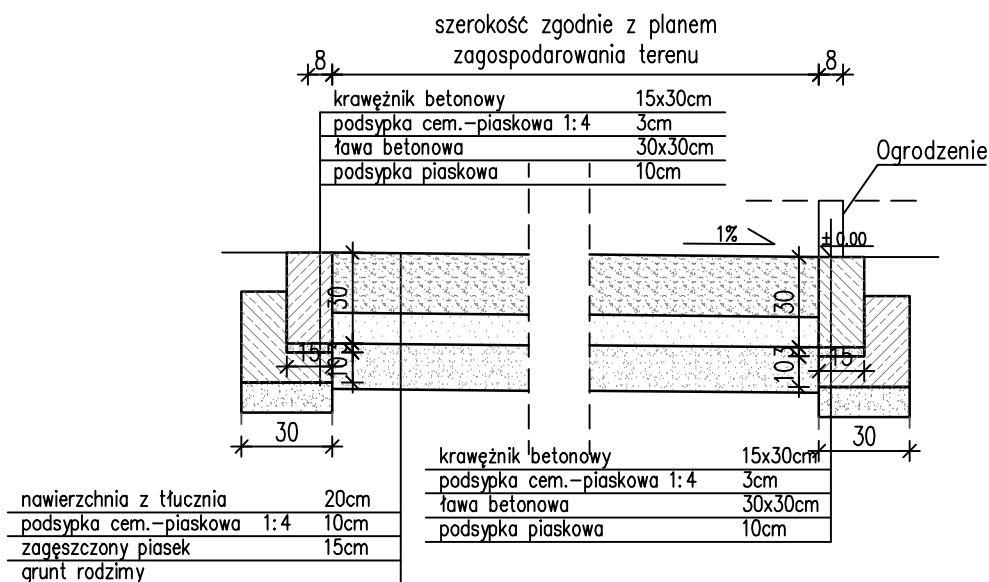 szerokość zgodnie z planem
zagospodarowania terenu
8
8
krawężnik betonowy 15x30cm
podsypka cem.-piaskowa 1:4 3cm
ława betonowa 30x30cm
podsypka piaskowa 10cm
Ogrodzenie
1%
± 0.00
30
30
15
3
10
3
10
15
30
30
krawężnik betonowy 15x30cm
podsypka cem.-piaskowa 1:4 3cm
ława betonowa 30x30cm
podsypka piaskowa 10cm
nawierzchnia z tłucznia 20cm
podsypka cem.-piaskowa 1:4 10cm
zagęszczony piasek 15cm
grunt rodzimy